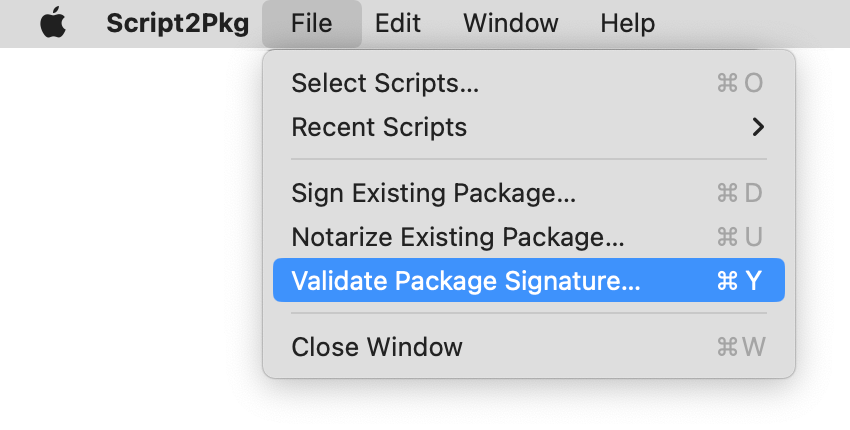 Script2Pkg File Edit Window Help
Select Scripts... ⌘ O
Recent Scripts
Sign Existing Package... ⌘ D
Notarize Existing Package... ⌘ U
Validate Package Signature... ⌘ Y
Close Window ⌘ W